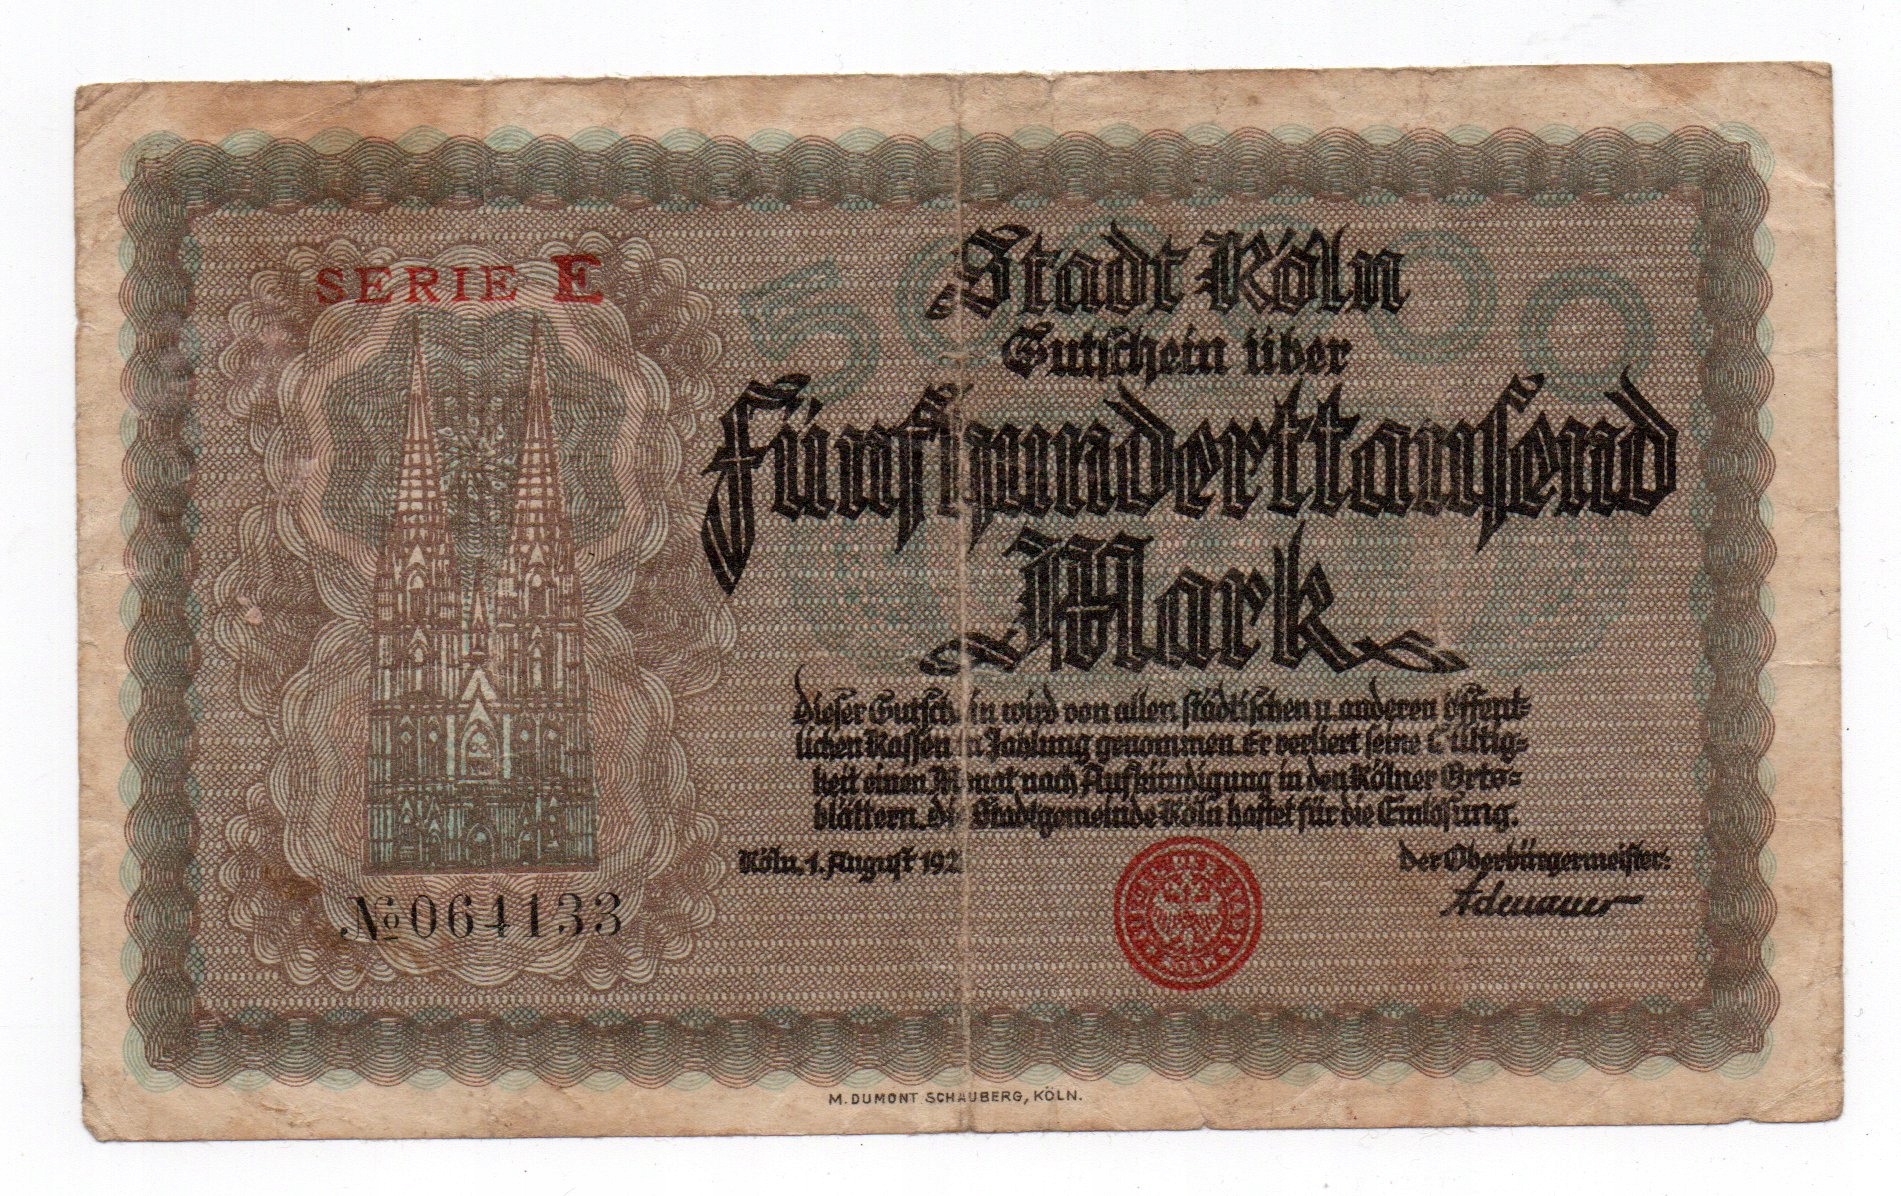 SERIE E
Stadt Köln
Gutschein über
Fünfhunderttausend
Mark
Dieser Gutschein wird von allen städtischen u. anderen öffent-
lichen Kassen in Zahlung genommen. Er verliert seine Gültig-
keit einen Monat nach Aufkündigung in den Kölner Orts-
blättern. Die Stadtgemeinde Köln haftet für die Einlösung.
Köln, 1. August 192
Der Oberbürgermeister:
Adenauer
№ 064133
M. DUMONT SCHAUBERG, KÖLN.